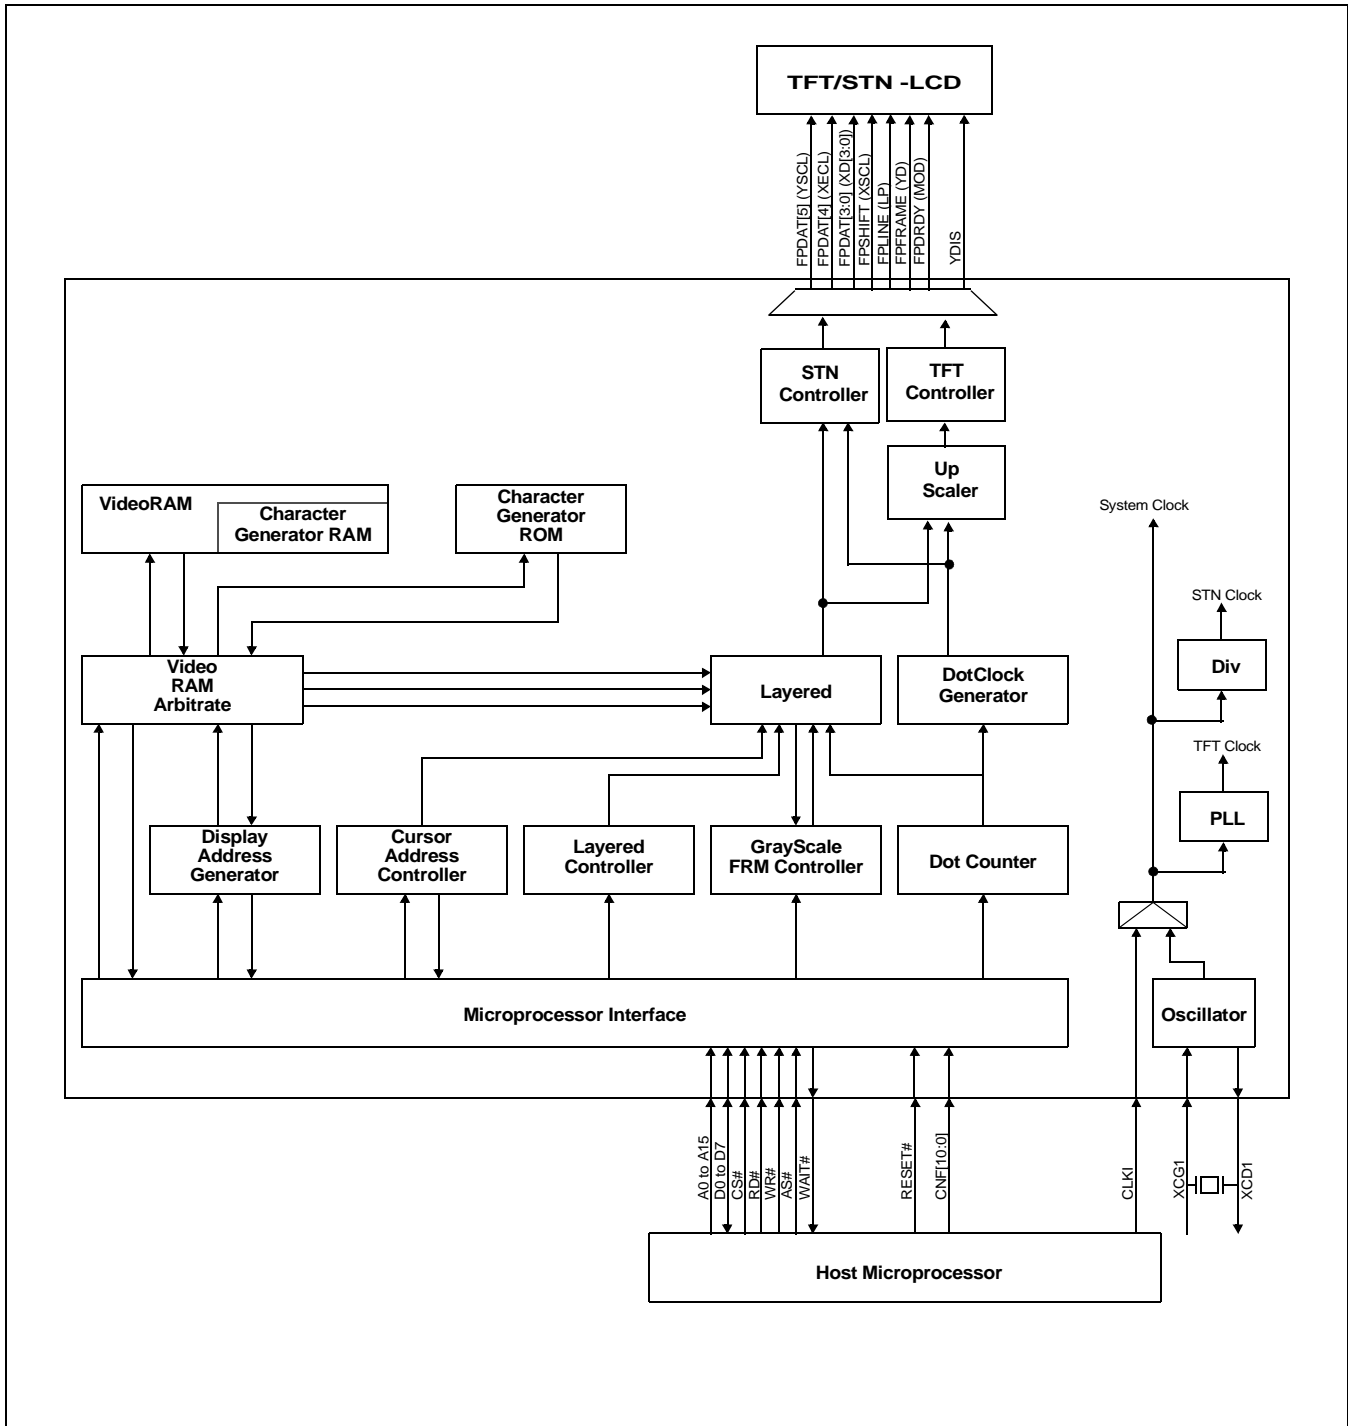 TFT/STN -LCD
FPDAT[5] (YSCL)
FPDAT[4] (XECL)
FPDAT[3:0] (XD[3:0])
FPSHIFT (XSCL)
FPLINE (LP)
FPFRAME (YD)
FPDRDY (MOD)
YDIS
STN
Controller
TFT
Controller
Up
Scaler
VideoRAM
Character
Generator RAM
Character
Generator
ROM
System Clock
STN Clock
Div
Video
RAM
Arbitrate
Layered
DotClock
Generator
TFT Clock
PLL
Display
Address
Generator
Cursor
Address
Controller
Layered
Controller
GrayScale
FRM Controller
Dot Counter
Microprocessor Interface
Oscillator
A0 to A15
D0 to D7
CS#
RD#
WR#
AS#
WAIT#
RESET#
CNF[10:0]
CLKI
XCG1
XCD1
Host Microprocessor